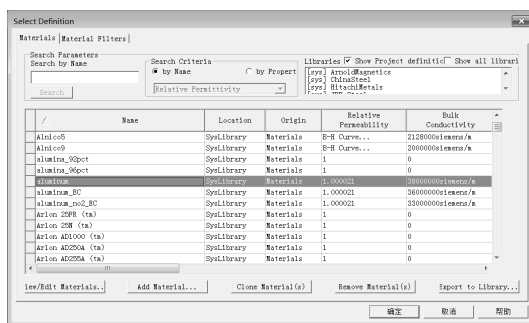 Select Definition
Materials Material Filters
Search Parameters
Search by Name
Search
Search Criteria
by Name by Propert
Relative Permittivity
Libraries Show Project definitic Show all librari
[sys] ArnoldMagnetics
[sys] ChinaSteel
[sys] HitachiMetals
/ Name Location Origin Relative Permeability Bulk Conductivity
Alnico5 SysLibrary Materials B-H Curve... 2128000siemens/m
Alnico9 SysLibrary Materials B-H Curve... 2000000siemens/m
alumina_92pct SysLibrary Materials 1 0
alumina_96pct SysLibrary Materials 1 0
aluminum SysLibrary Materials 1.000021 38000000siemens/m
aluminum_EC SysLibrary Materials 1.000021 36000000siemens/m
aluminum_no2_EC SysLibrary Materials 1.000021 33000000siemens/m
Arlon 25FR (tm) SysLibrary Materials 1 0
Arlon 25N (tm) SysLibrary Materials 1 0
Arlon AD1000 (tm) SysLibrary Materials 1 0
Arlon AD250A (tm) SysLibrary Materials 1 0
Arlon AD255A (tm) SysLibrary Materials 1 0
iew/Edit Materials.. Add Material... Clone Material(s) Remove Material(s) Export to Library...
确定 取消 帮助